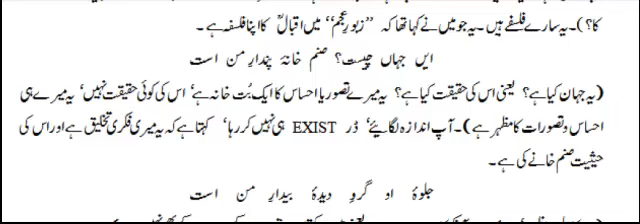 کا؟)۔ یہ سارے فلسفے ہیں۔ یہ جو میں نے کہا تھا کہ ”زبورِ عجم“ میں اقبالؒ کا اپنا فلسفہ ہے۔
ایں جہاں چیست؟ صنم خانۂ پندارِ من است
(یہ جہان کیا ہے؟ یعنی اس کی حقیقت کیا ہے؟ یہ میرے تصور یا احساس کا ایک بُت خانہ ہے‘ اس کی کوئی حقیقت نہیں‘ یہ میرے ہی
احساس و تصورات کا مظہر ہے)۔ آپ اندازہ لگایئے‘ ڈر EXIST ہی نہیں کر رہا‘ کہتا ہے کہ یہ میری فکری تخلیق ہے اور اس کی
حیثیت صنم خانے کی ہے۔
جلوۂ او گروِ دیدۂ بیدارِ من است